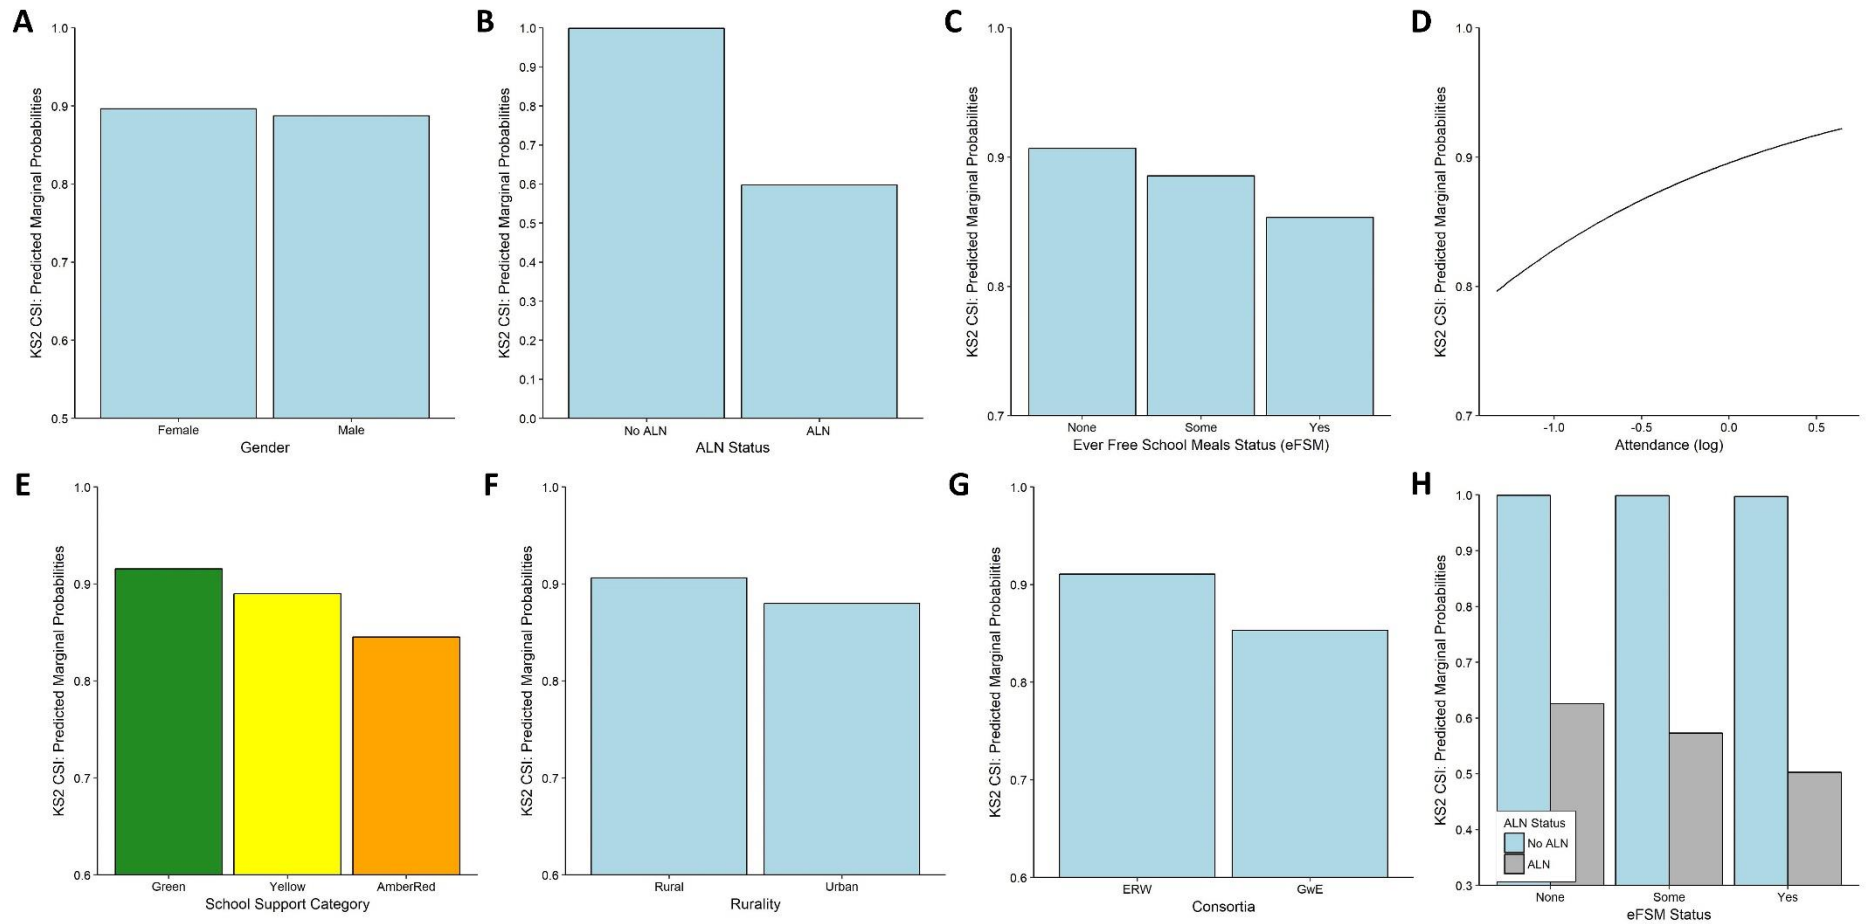 A
KS2 CSI: Predicted Marginal Probabilities
1.0
0.9
0.8
0.7
0.6
0.5
Female Male
Gender
B
KS2 CSI: Predicted Marginal Probabilities
1.0
0.9
0.8
0.7
0.6
0.5
0.4
0.3
0.2
0.1
0.0
No ALN ALN
ALN Status
C
KS2 CSI: Predicted Marginal Probabilities
1.0
0.9
0.8
0.7
None Some Yes
Ever Free School Meals Status (eFSM)
D
KS2 CSI: Predicted Marginal Probabilities
1.0
0.9
0.8
0.7
-1.0 -0.5 0.0 0.5
Attendance (log)
E
KS2 CSI: Predicted Marginal Probabilities
1.0
0.9
0.8
0.7
0.6
Green Yellow AmberRed
School Support Category
F
KS2 CSI: Predicted Marginal Probabilities
1.0
0.9
0.8
0.7
0.6
Rural Urban
Rurality
G
KS2 CSI: Predicted Marginal Probabilities
1.0
0.9
0.8
0.7
0.6
ERW GwE
Consortia
H
KS2 CSI: Predicted Marginal Probabilities
1.0
0.9
0.8
0.7
0.6
0.5
0.4
0.3
ALN Status
No ALN
ALN
None Some Yes
eFSM Status